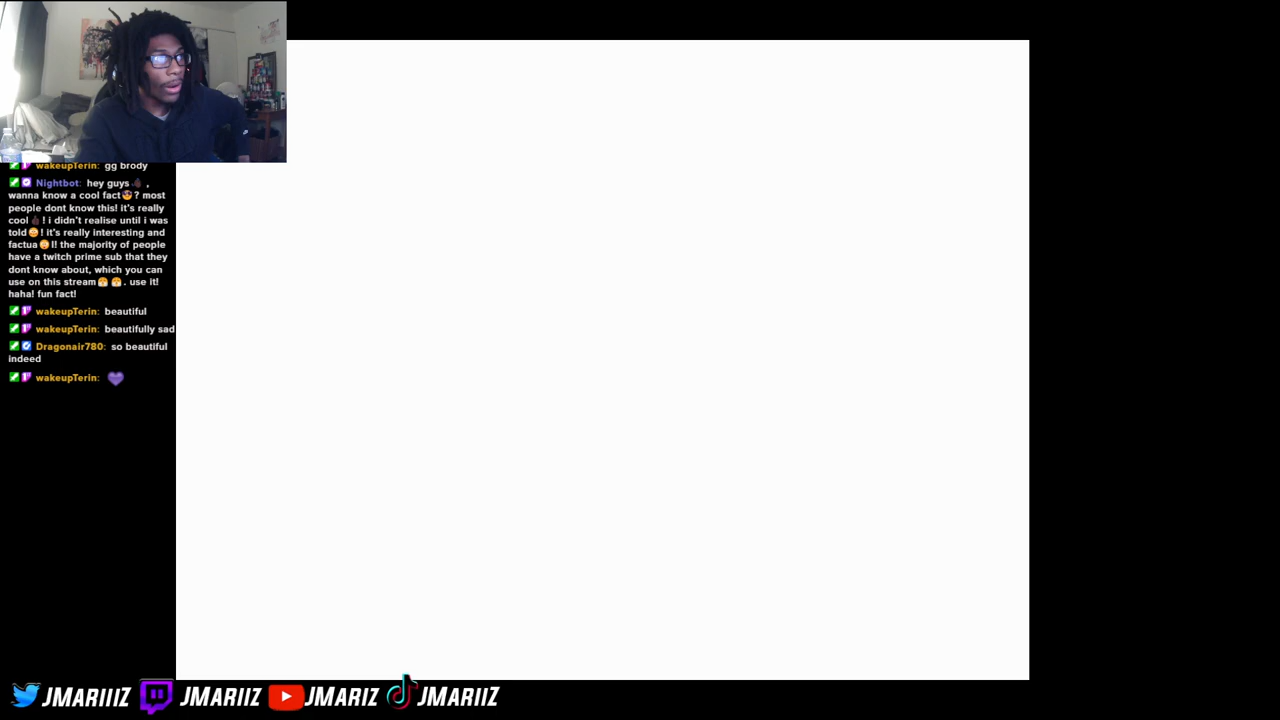 wakeupTerin: gg brody
Nightbot: hey guys 👋🏿 ,
wanna know a cool fact🤓? most
people dont know this! it's really
cool ! i didn't realise until i was
told😳! it's really interesting and
factua😳l! the majority of people
have a twitch prime sub that they
dont know about, which you can
use on this stream😁😁. use it!
haha! fun fact!
wakeupTerin: beautiful
wakeupTerin: beautifully sad
Dragonair780: so beautiful
indeed
wakeupTerin: 💜
JMARIIIZ JMARIIZ JMARIZ JMARIIZ